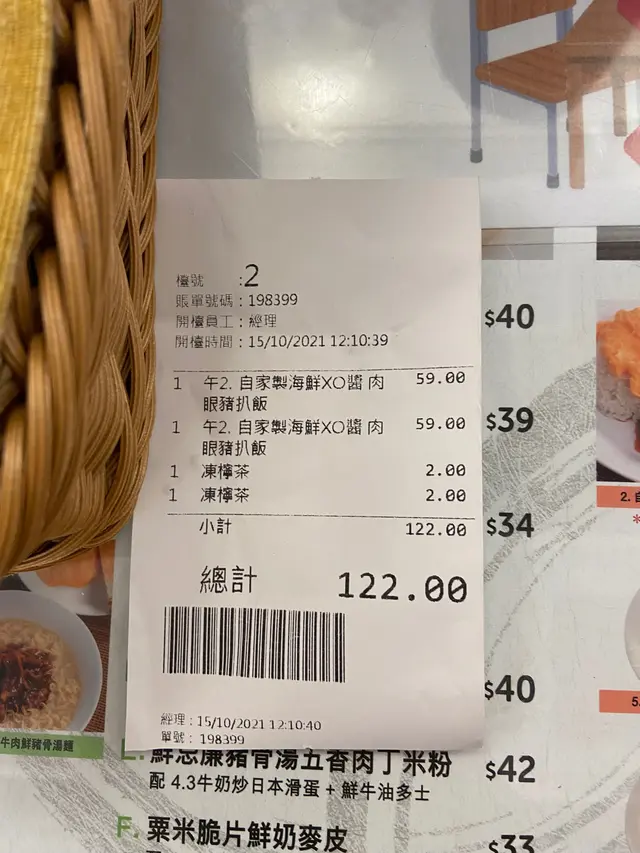 檯號 :2
賬單號碼：198399
開檯員工：經理
開檯時間：15/10/2021 12:10:39
1 午2. 自家製海鮮XO醬 肉 59.00
眼豬扒飯
1 午2. 自家製海鮮XO醬 肉 59.00
眼豬扒飯
1 凍檸茶 2.00
1 凍檸茶 2.00
小計 122.00
總計 122.00
經理：15/10/2021 12:10:40
單號：198399
$40
$39
$34
$40
2. 自
5.
牛肉鮮豬骨湯麵
鮮忌廉豬骨湯五香肉丁米粉 $42
配 4.3牛奶炒日本滑蛋 + 鮮牛油多士
F. 粟米脆片鮮奶麥皮 $33